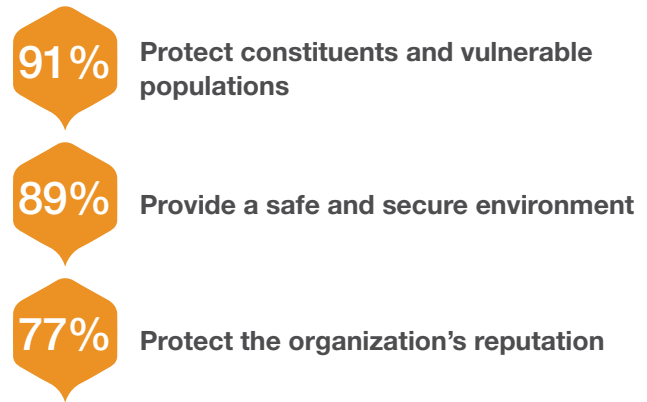 91%
Protect constituents and vulnerable
populations
89%
Provide a safe and secure environment
77%
Protect the organization’s reputation